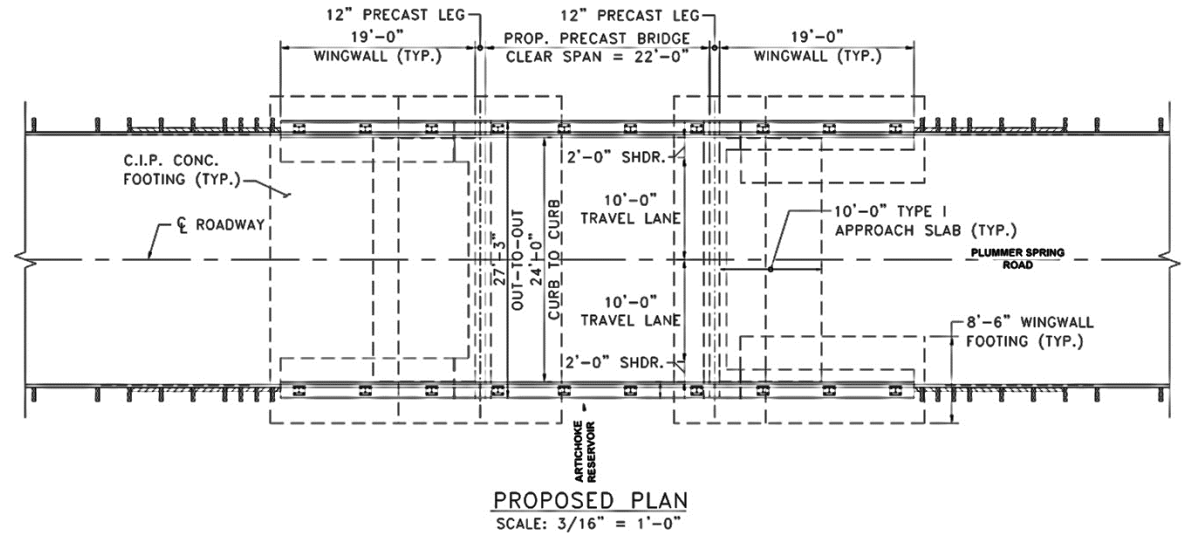 12" PRECAST LEG
12" PRECAST LEG
19'-0"
WINGWALL (TYP.)
PROP. PRECAST BRIDGE
CLEAR SPAN = 22'-0"
19'-0"
WINGWALL (TYP.)
C.I.P. CONC.
FOOTING (TYP.)
℄ ROADWAY
27'-3"
OUT-TO-OUT
24'-0"
CURB TO CURB
2'-0" SHDR.
10'-0"
TRAVEL LANE
10'-0"
TRAVEL LANE
2'-0" SHDR.
10'-0" TYPE I
APPROACH SLAB (TYP.)
PLUMMER SPRING
ROAD
8'-6" WINGWALL
FOOTING (TYP.)
ARTICHOKE
RESERVOIR
PROPOSED PLAN
SCALE: 3/16" = 1'-0"